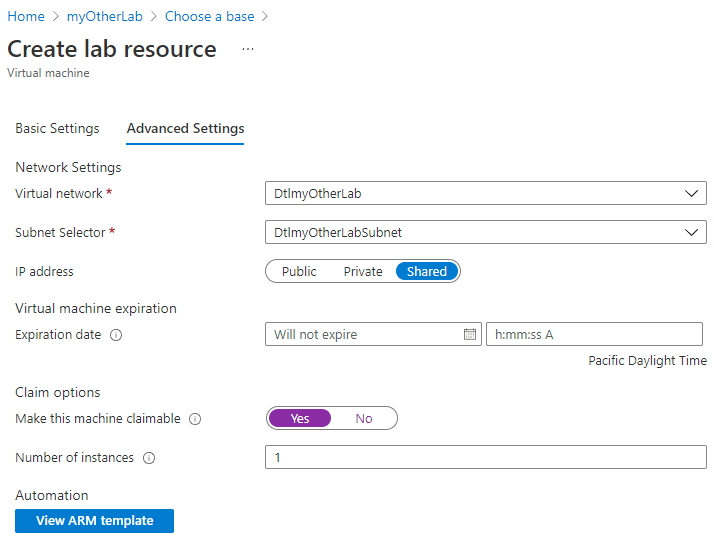 Home > myOtherLab > Choose a base >
Create lab resource ...
Virtual machine
Basic Settings Advanced Settings
Network Settings
Virtual network * DtlmyOtherLab
Subnet Selector * DtlmyOtherLabSubnet
IP address Public Private Shared
Virtual machine expiration
Expiration date Will not expire h:mm:ss A
Pacific Daylight Time
Claim options
Make this machine claimable Yes No
Number of instances 1
Automation
View ARM template